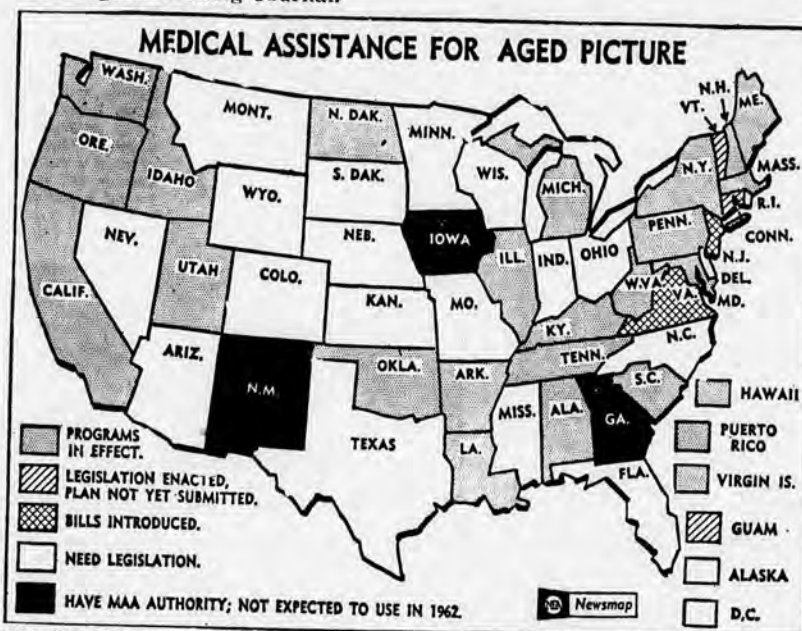 MEDICAL ASSISTANCE FOR AGED PICTURE
WASH.
MONT.
N. DAK.
MINN.
VT.
N.H.
ME.
ORE.
IDAHO
S. DAK.
WIS.
MICH.
N.Y.
MASS.
WYO.
R.I.
NEV.
NEB.
IOWA
PENN.
CONN.
UTAH
COLO.
ILL.
IND.
OHIO
N.J.
CALIF.
KAN.
MO.
W.VA.
VA.
DEL.
MD.
KY.
N.C.
ARIZ.
N.M.
OKLA.
ARK.
TENN.
S.C.
HAWAII
TEXAS
MISS.
ALA.
GA.
LA.
FLA.
PUERTO
RICO
VIRGIN IS.
GUAM
ALASKA
D.C.
PROGRAMS
IN EFFECT.
LEGISLATION ENACTED,
PLAN NOT YET SUBMITTED.
BILLS INTRODUCED.
NEED LEGISLATION.
HAVE MAA AUTHORITY; NOT EXPECTED TO USE IN 1962.
NEA Newsmap